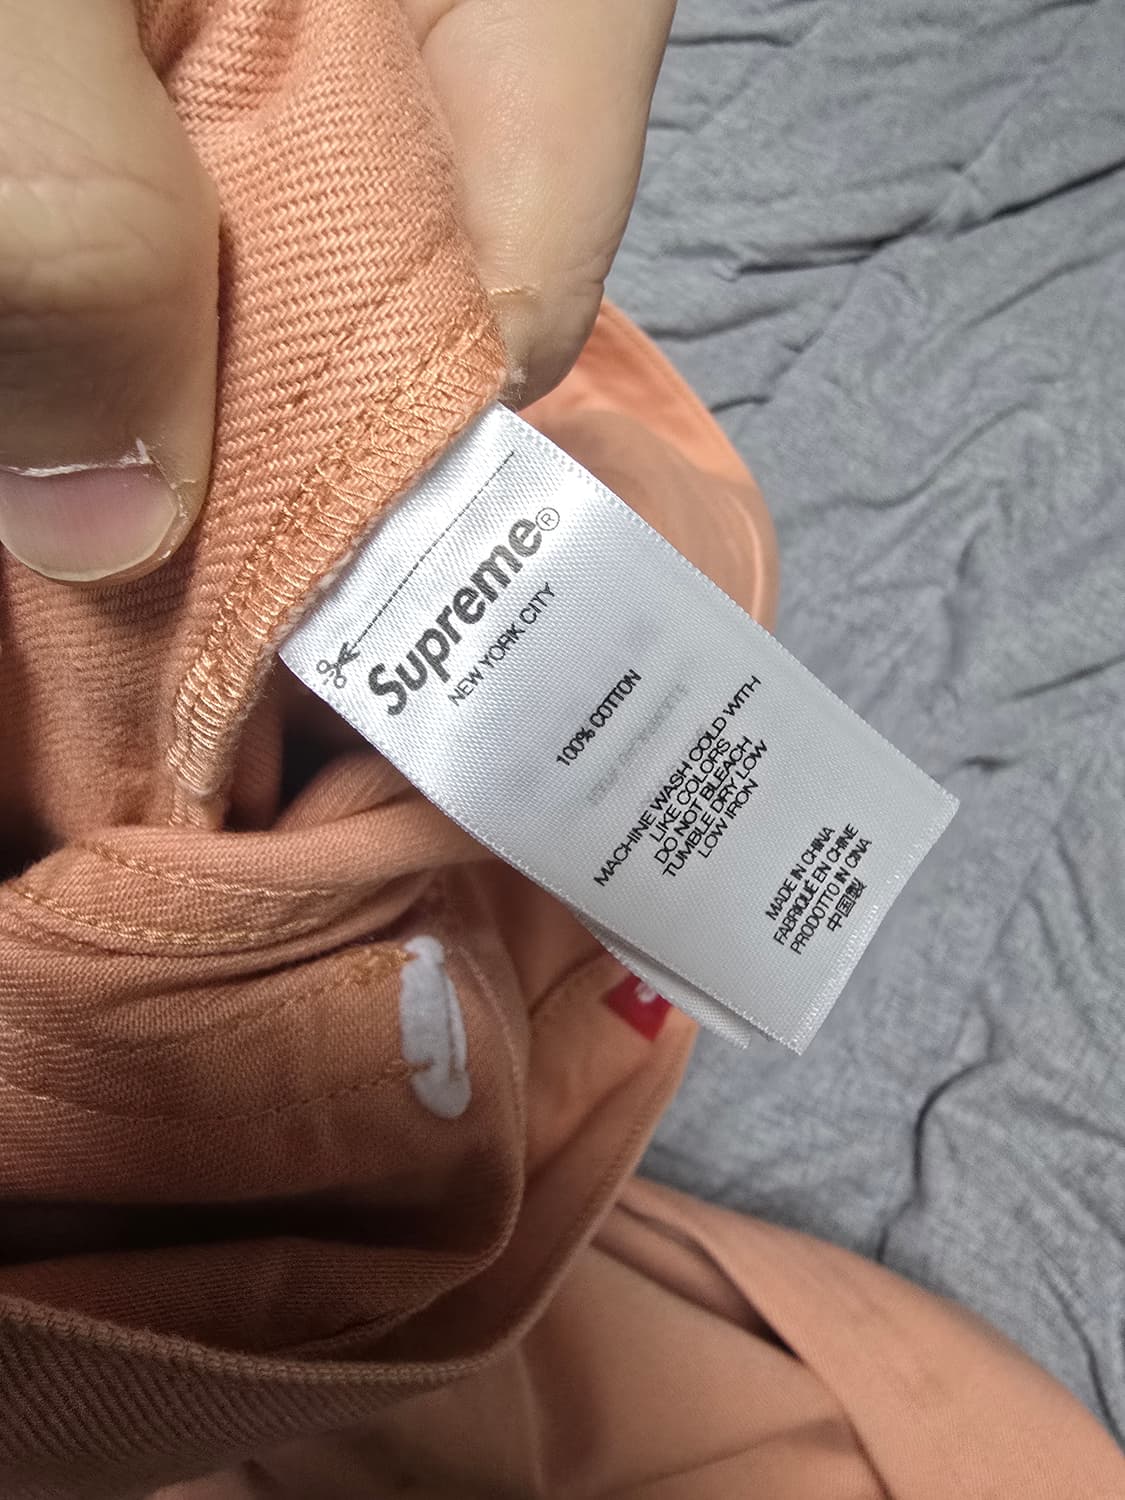 Supreme®
NEW YORK CITY
100% COTTON
MACHINE WASH COLD WITH
LIKE COLORS
DO NOT BLEACH
TUMBLE DRY LOW
LOW IRON
MADE IN CHINA
FABRIQUÉ EN CHINE
PRODOTTO IN CINA
中国製